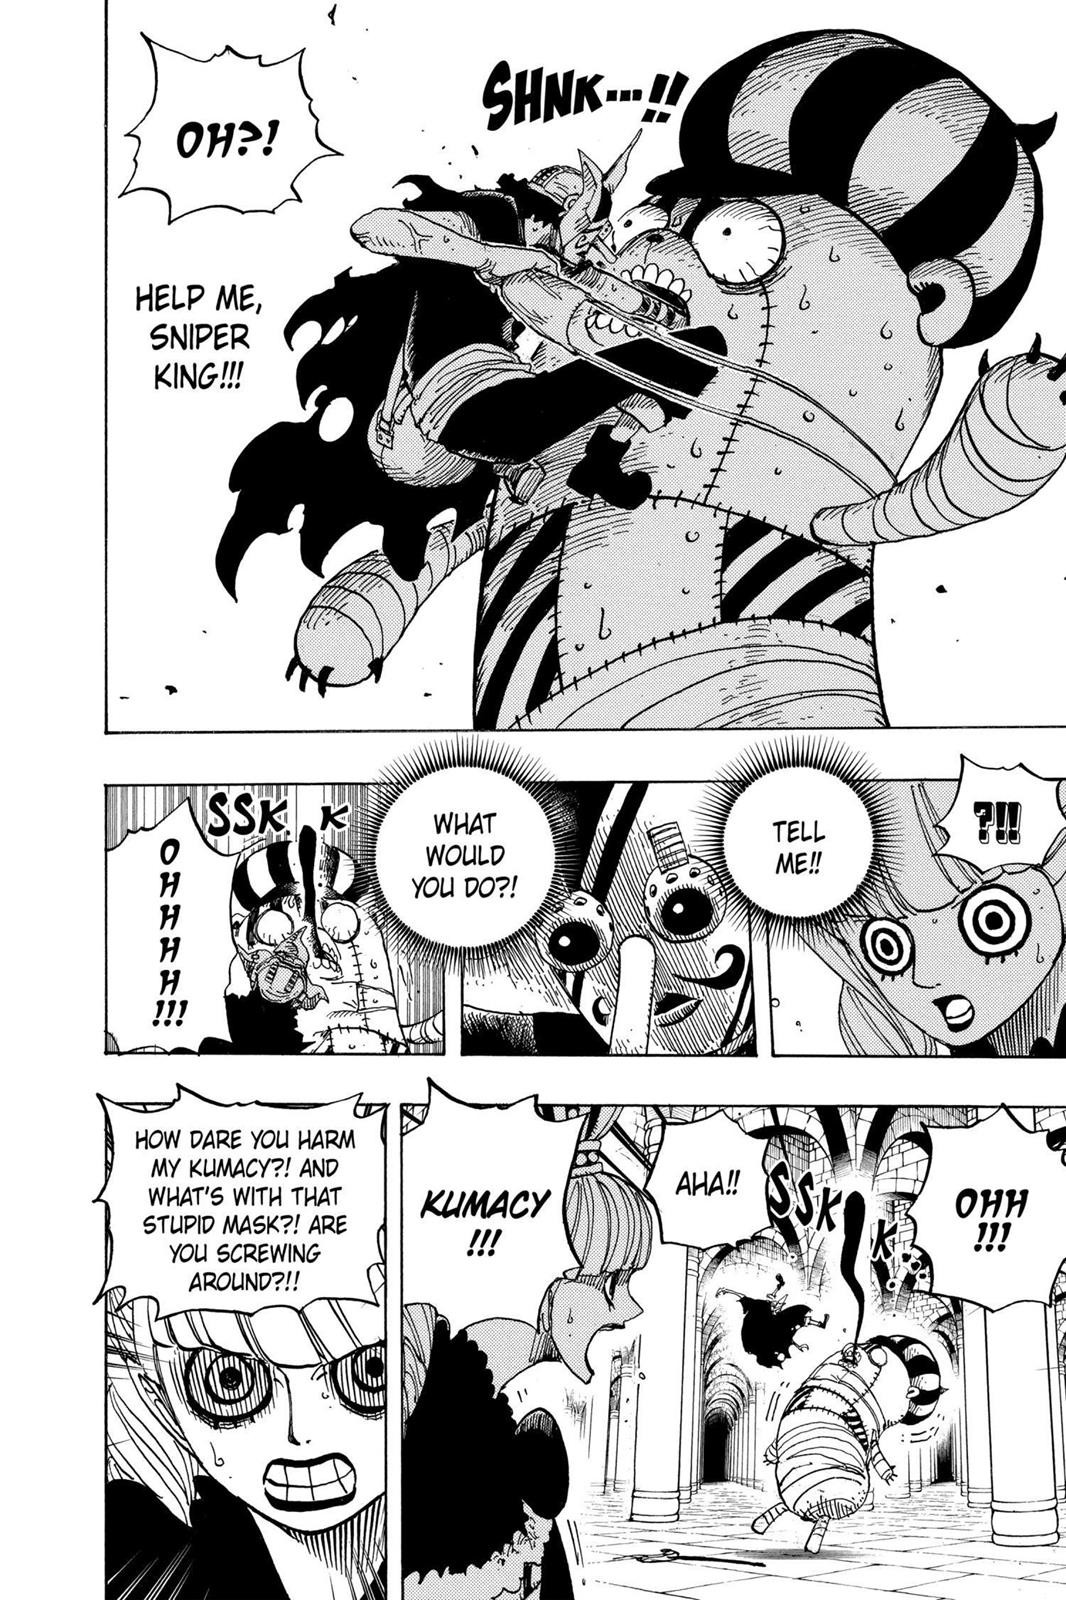 SHNK...!!
OH?!
HELP ME,
SNIPER
KING!!!
?!!
TELL
ME!!
WHAT
WOULD
YOU DO?!
SSK K
OHHHH!!!
OHH
!!!
SSK K
AHA!!
KUMACY
!!!
HOW DARE YOU HARM
MY KUMACY?! AND
WHAT'S WITH THAT
STUPID MASK?! ARE
YOU SCREWING
AROUND?!!